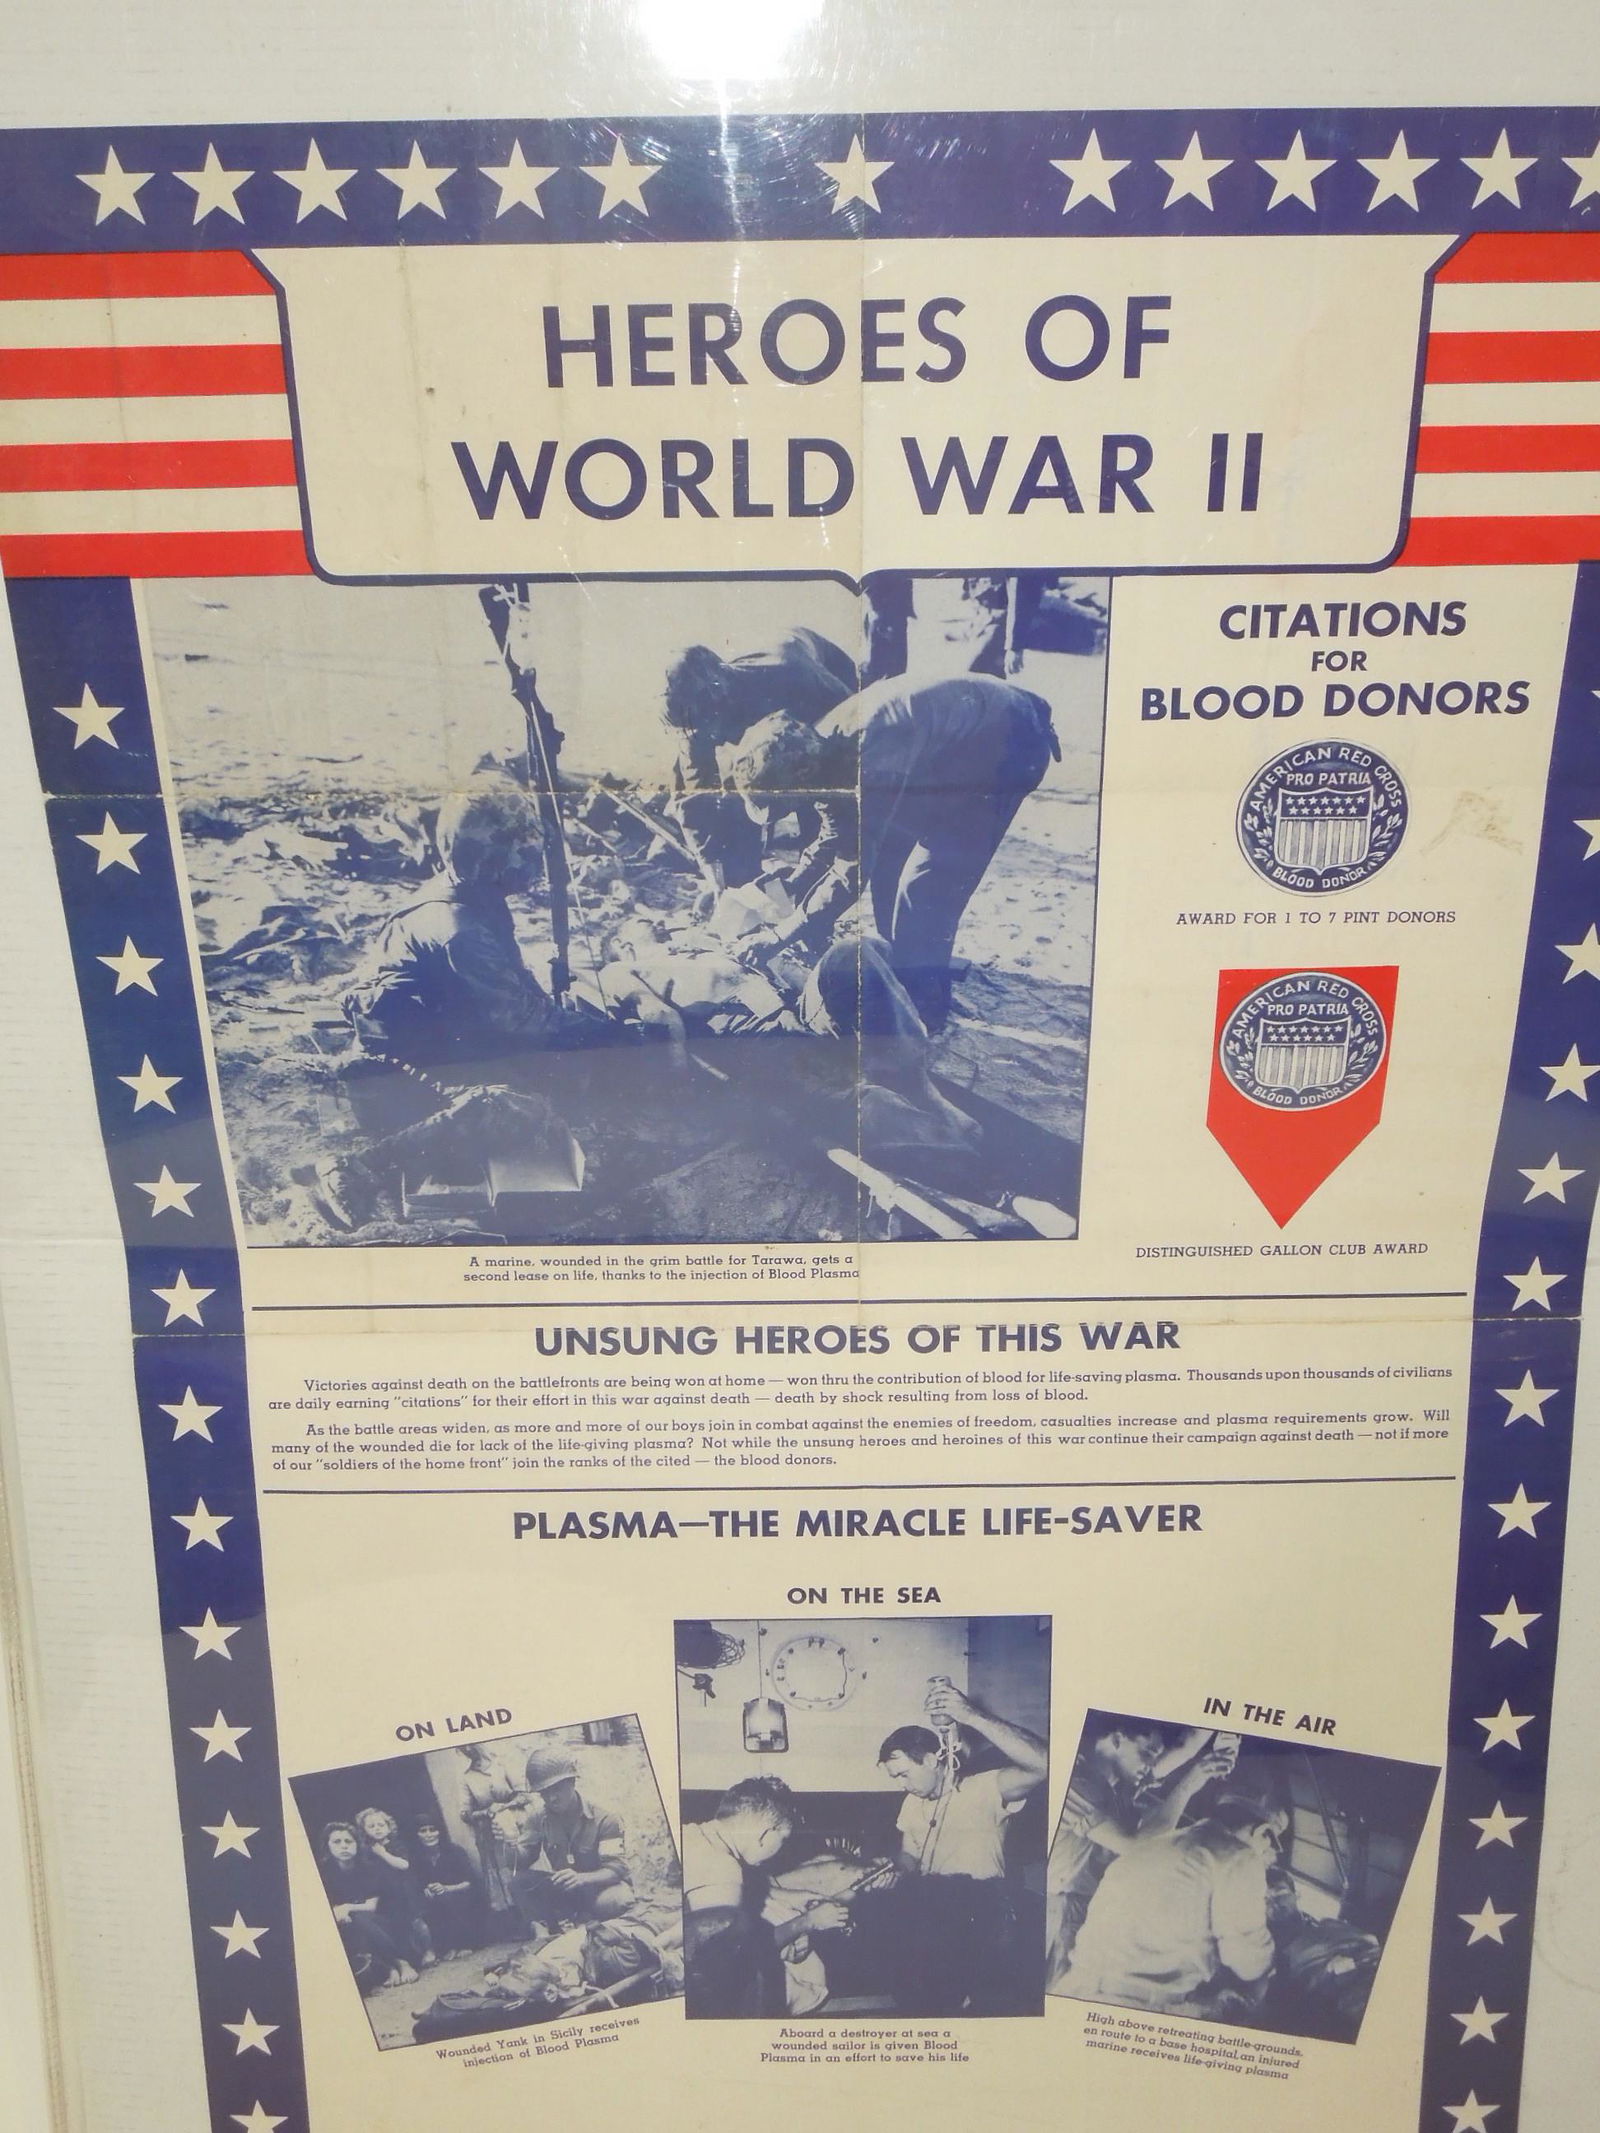 HEROES OF
WORLD WAR II
CITATIONS
FOR
BLOOD DONORS
AMERICAN RED CROSS
PRO PATRIA
BLOOD DONOR
AWARD FOR 1 TO 7 PINT DONORS
AMERICAN RED CROSS
PRO PATRIA
BLOOD DONOR
DISTINGUISHED GALLON CLUB AWARD
A marine, wounded in the grim battle for Tarawa, gets a
second lease on life, thanks to the injection of Blood Plasma
UNSUNG HEROES OF THIS WAR
Victories against death on the battlefronts are being won at home — won thru the contribution of blood for life-saving plasma. Thousands upon thousands of civilians
are daily earning "citations" for their effort in this war against death — death by shock resulting from loss of blood.
As the battle areas widen, as more and more of our boys join in combat against the enemies of freedom, casualties increase and plasma requirements grow. Will
many of the wounded die for lack of the life-giving plasma? Not while the unsung heroes and heroines of this war continue their campaign against death — not if more
of our "soldiers of the home front" join the ranks of the cited — the blood donors.
PLASMA—THE MIRACLE LIFE-SAVER
ON LAND
Wounded Yank in Sicily receives
injection of Blood Plasma
ON THE SEA
Aboard a destroyer at sea a
wounded sailor is given Blood
Plasma in an effort to save his life
IN THE AIR
High above retreating battle-grounds,
en route to a base hospital, an injured
marine receives life-giving plasma